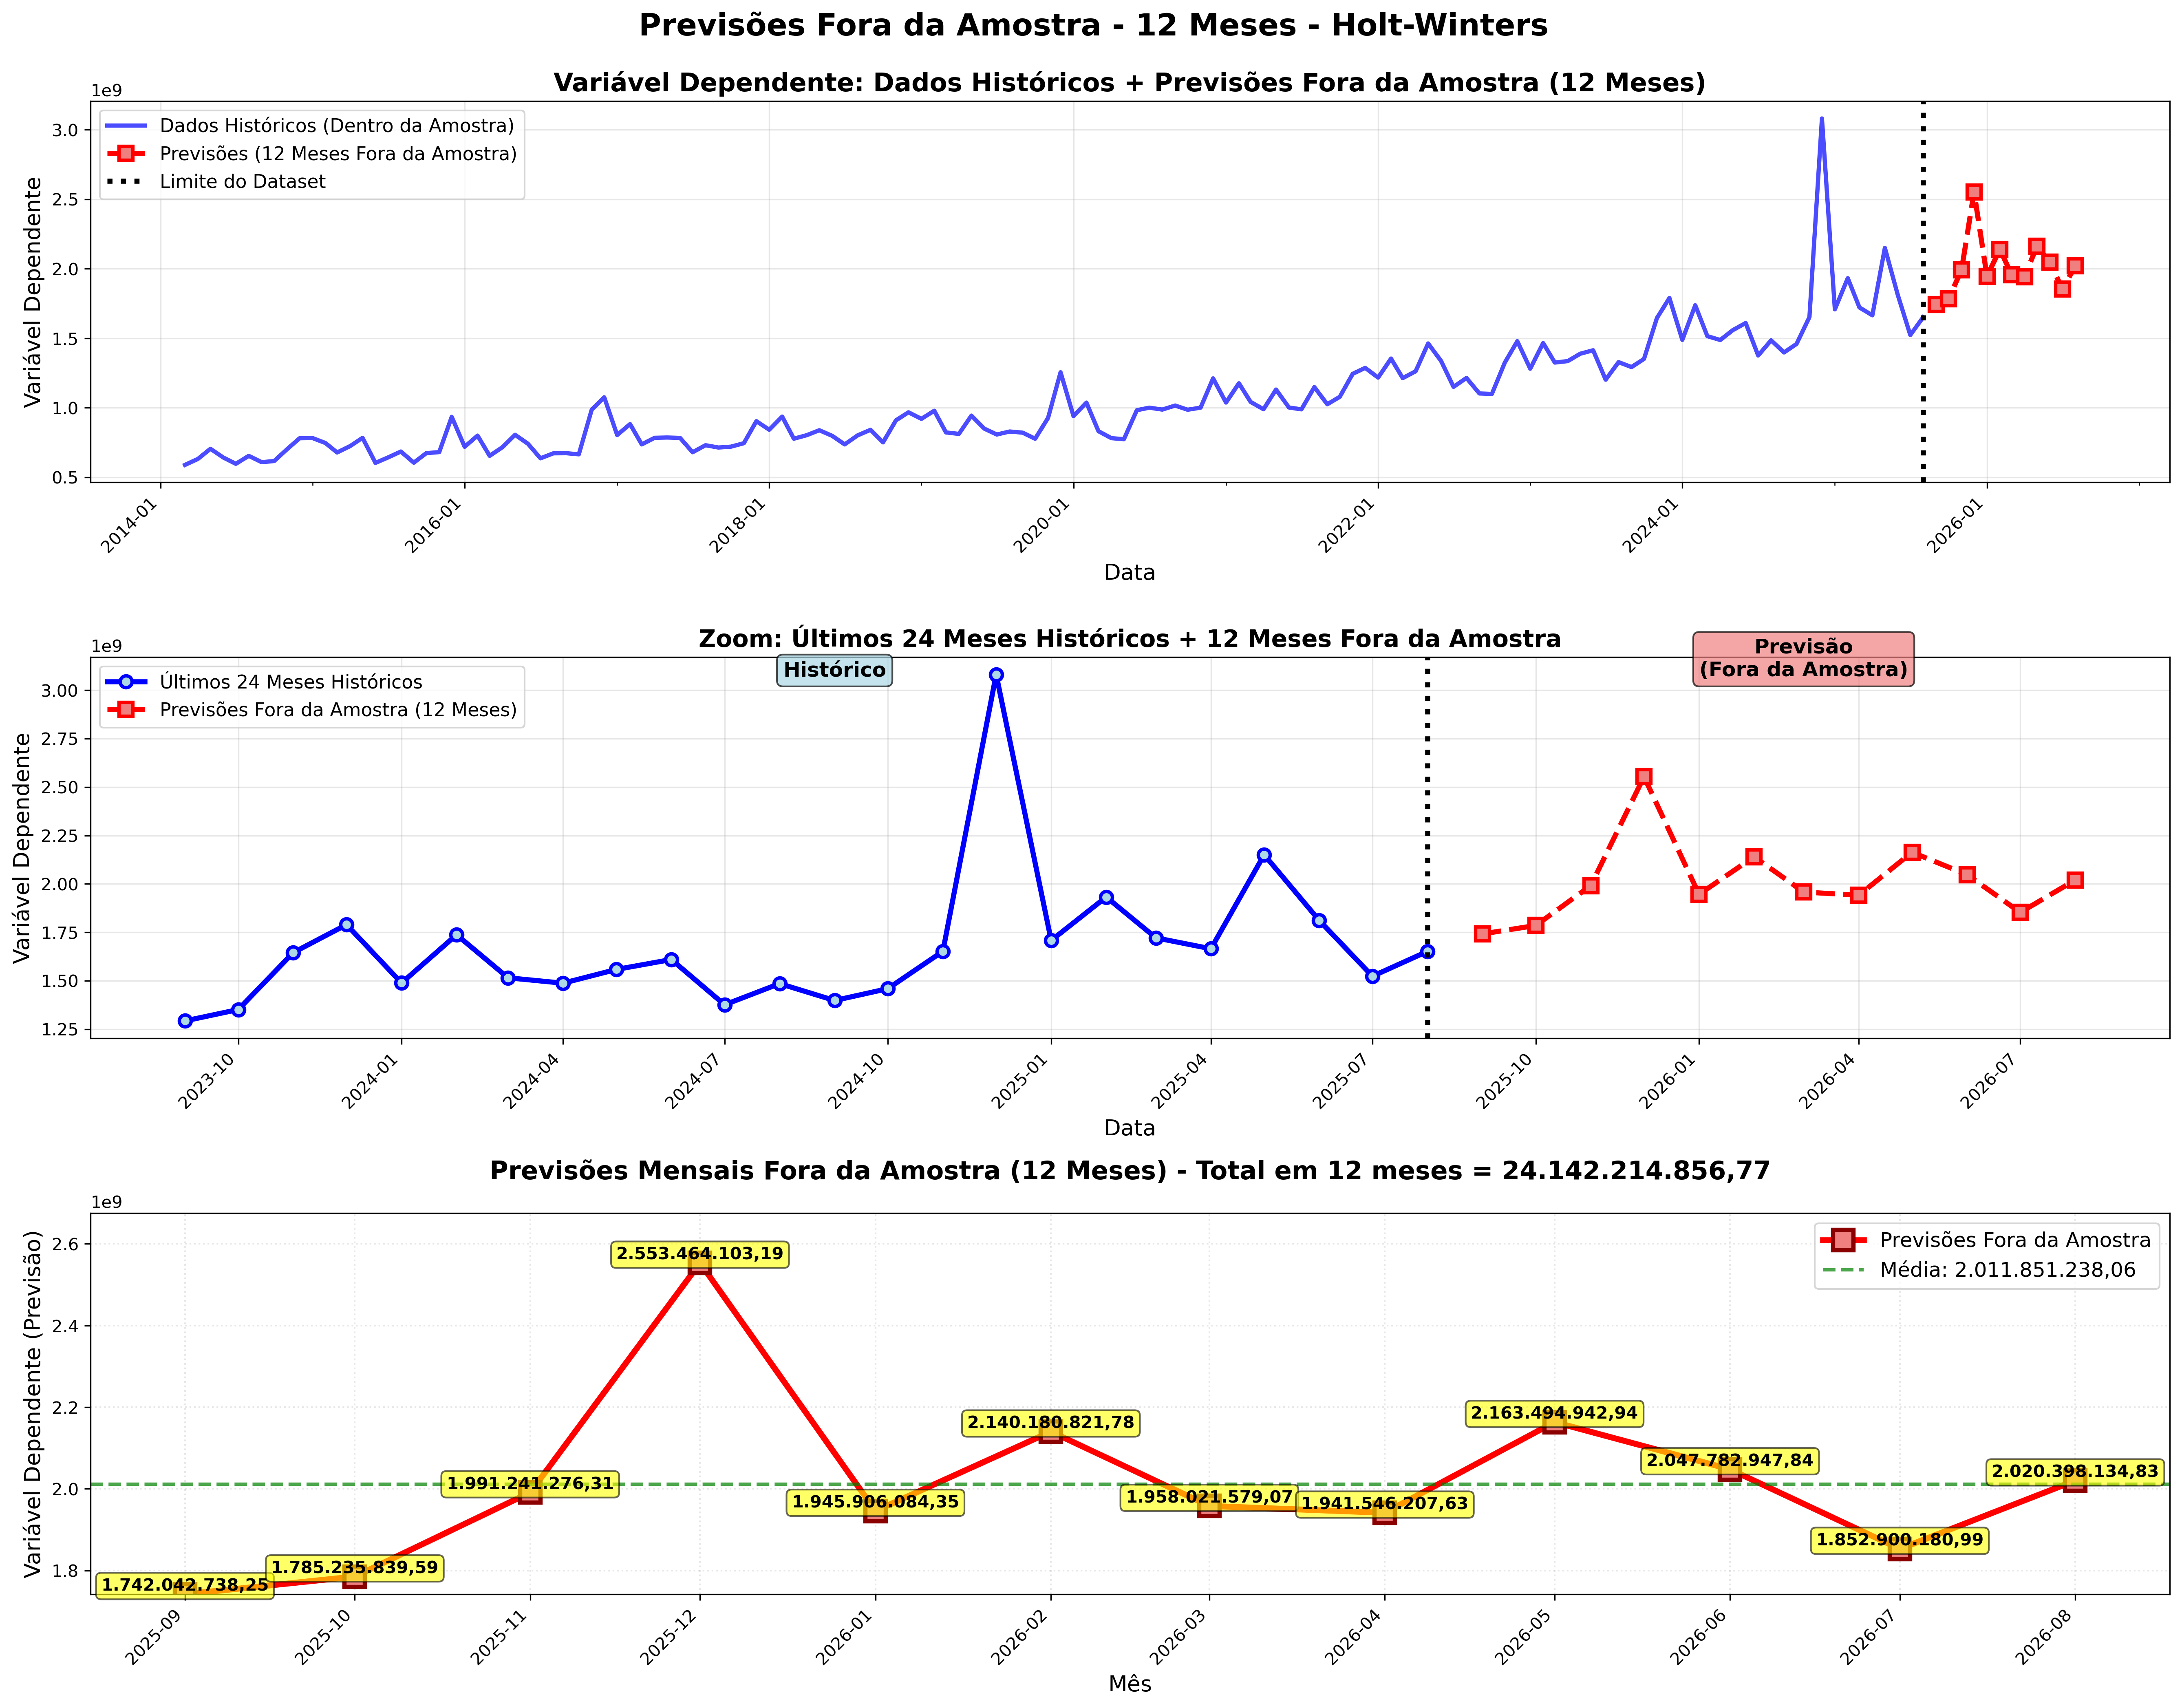 Previsões Fora da Amostra - 12 Meses - Holt-Winters
Variável Dependente: Dados Históricos + Previsões Fora da Amostra (12 Meses)
1e9
Dados Históricos (Dentro da Amostra)
Previsões (12 Meses Fora da Amostra)
Limite do Dataset
Variável Dependente
3.0
2.5
2.0
1.5
1.0
0.5
2014-01
2016-01
2018-01
2020-01
2022-01
2024-01
2026-01
Data
Zoom: Últimos 24 Meses Históricos + 12 Meses Fora da Amostra
1e9
Últimos 24 Meses Históricos
Previsões Fora da Amostra (12 Meses)
Histórico
Previsão
(Fora da Amostra)
Variável Dependente
3.00
2.75
2.50
2.25
2.00
1.75
1.50
1.25
2023-10
2024-01
2024-04
2024-07
2024-10
2025-01
2025-04
2025-07
2025-10
2026-01
2026-04
2026-07
Data
Previsões Mensais Fora da Amostra (12 Meses) - Total em 12 meses = 24.142.214.856,77
1e9
Previsões Fora da Amostra
Média: 2.011.851.238,06
Variável Dependente (Previsão)
2.6
2.4
2.2
2.0
1.8
1.742.042.738,25
1.785.235.839,59
1.991.241.276,31
2.553.464.103,19
1.945.906.084,35
2.140.180.821,78
1.958.021.579,07
1.941.546.207,63
2.163.494.942,94
2.047.782.947,84
1.852.900.180,99
2.020.398.134,83
2025-09
2025-10
2025-11
2025-12
2026-01
2026-02
2026-03
2026-04
2026-05
2026-06
2026-07
2026-08
Mês